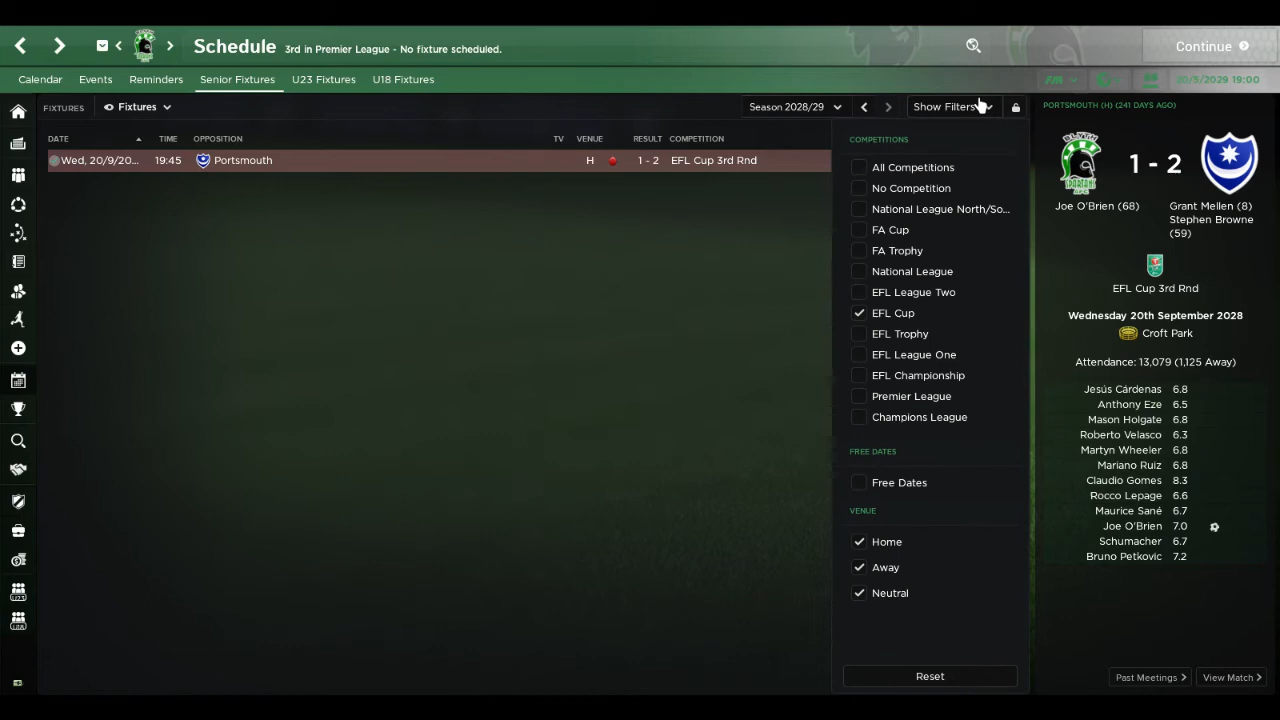 Schedule 3rd in Premier League - No fixture scheduled.
Continue
Calendar Events Reminders Senior Fixtures U23 Fixtures U18 Fixtures
20/5/2029 19:00
FIXTURES Fixtures
Season 2028/29
Show Filters
PORTSMOUTH (H) (241 DAYS AGO)
DATE TIME OPPOSITION TV VENUE RESULT COMPETITION
Wed, 20/9/20... 19:45 Portsmouth H 1 - 2 EFL Cup 3rd Rnd
COMPETITIONS
All Competitions
No Competition
National League North/So...
FA Cup
FA Trophy
National League
EFL League Two
EFL Cup
EFL Trophy
EFL League One
EFL Championship
Premier League
Champions League
FREE DATES
Free Dates
VENUE
Home
Away
Neutral
Reset
1 - 2
Joe O'Brien (68)
Grant Mellen (8)
Stephen Browne
(59)
EFL Cup 3rd Rnd
Wednesday 20th September 2028
Croft Park
Attendance: 13,079 (1,125 Away)
Jesús Cárdenas 6.8
Anthony Eze 6.5
Mason Holgate 6.8
Roberto Velasco 6.3
Martyn Wheeler 6.8
Mariano Ruiz 6.8
Claudio Gomes 8.3
Rocco Lepage 6.6
Maurice Sané 6.7
Joe O'Brien 7.0
Schumacher 6.7
Bruno Petkovic 7.2
Past Meetings
View Match